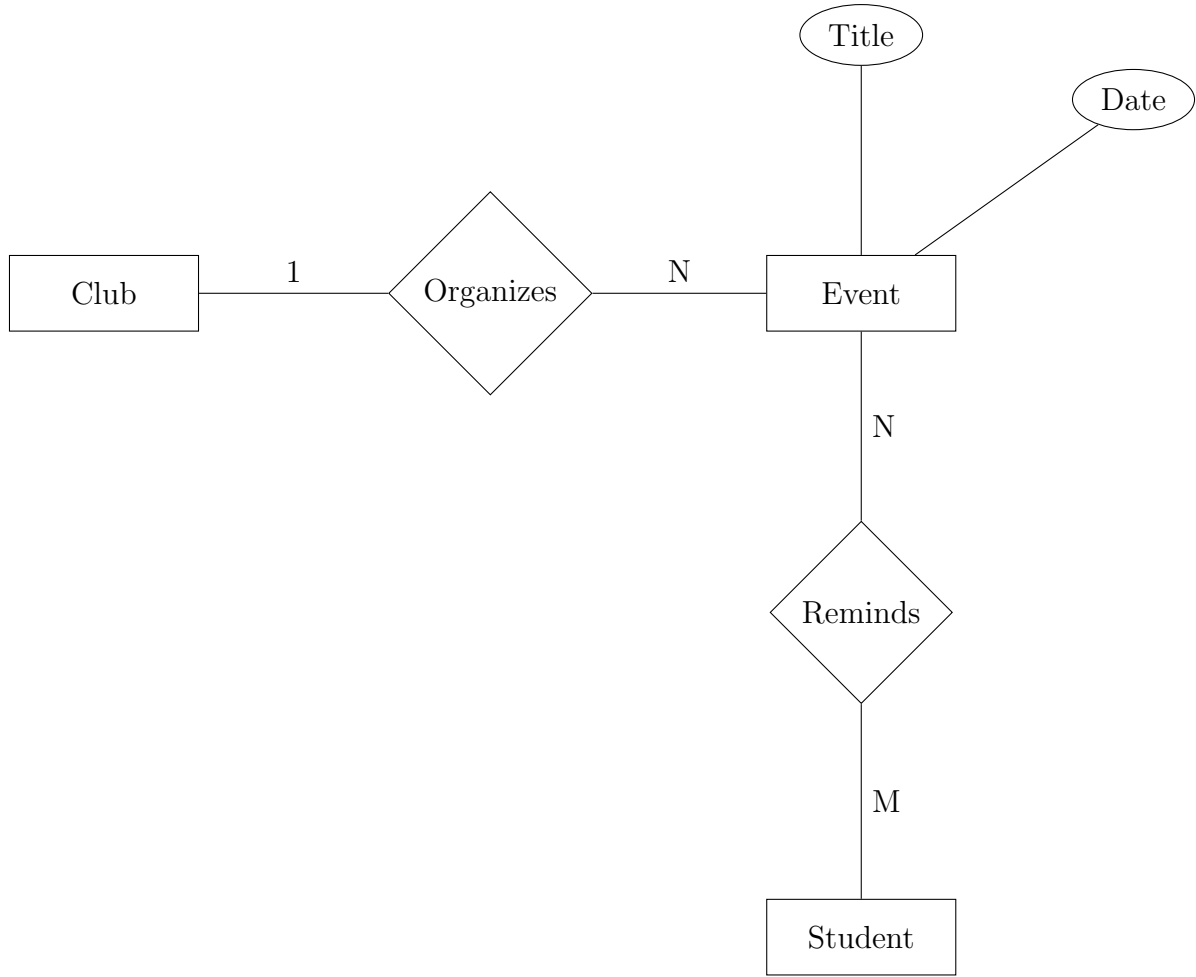 Title
Date
Club
1
Organizes
N
Event
N
Reminds
M
Student